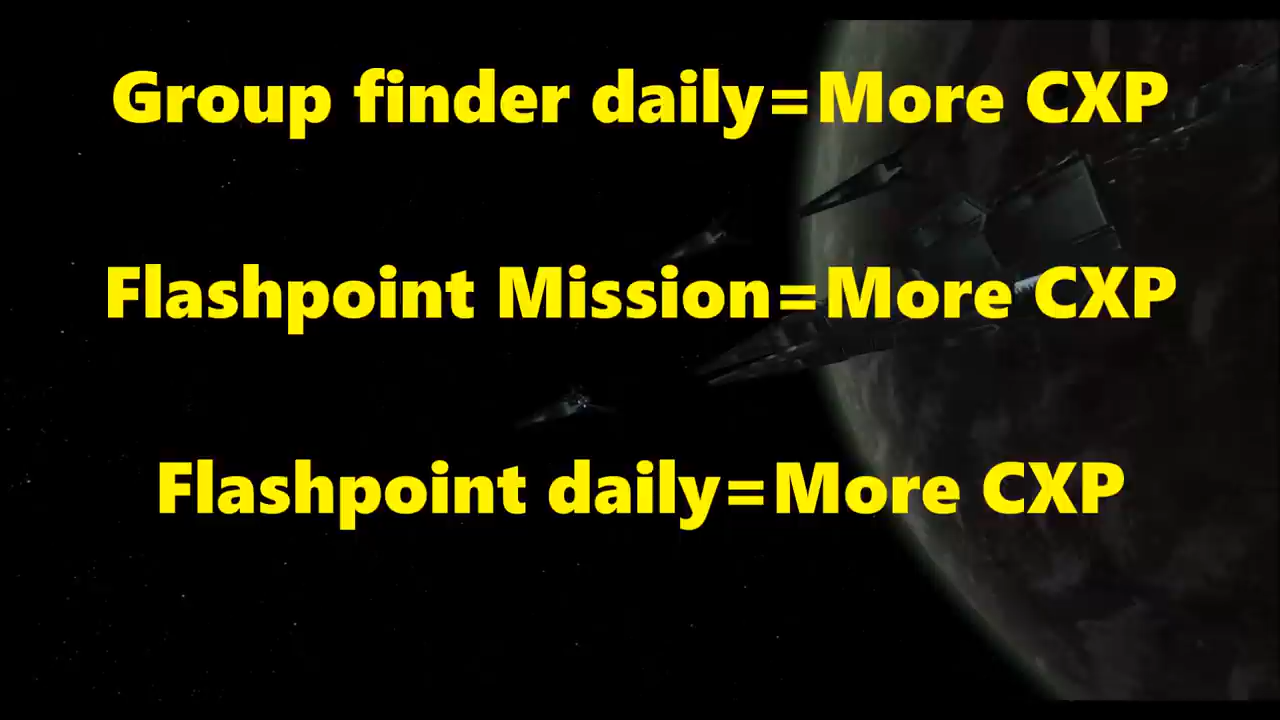 Group finder daily=More CXP
Flashpoint Mission=More CXP
Flashpoint daily=More CXP